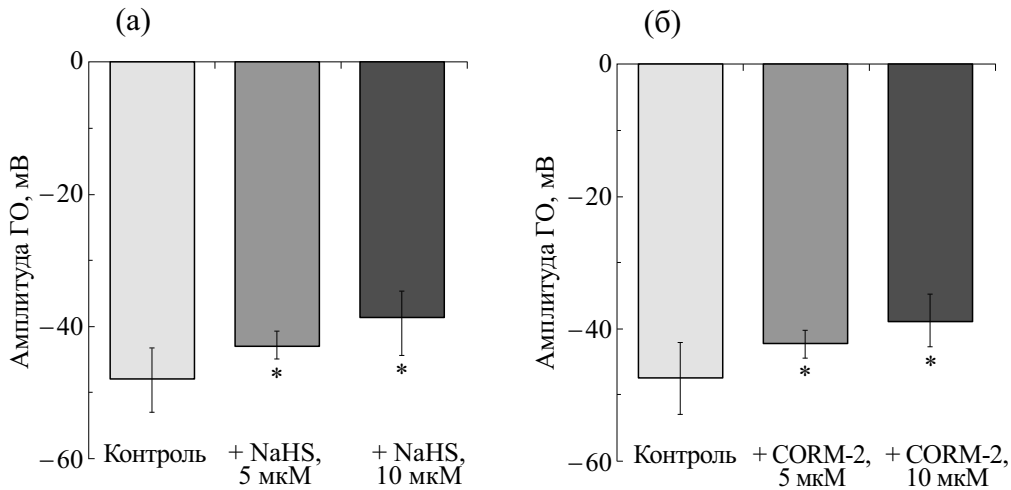 (а)
Амплитуда ГО, мВ
0
−20
−40
−60
*
*
Контроль
+ NaHS,
5 мкМ
+ NaHS,
10 мкМ
(б)
Амплитуда ГО, мВ
0
−20
−40
−60
*
*
Контроль
+ CORM-2,
5 мкМ
+ CORM-2,
10 мкМ